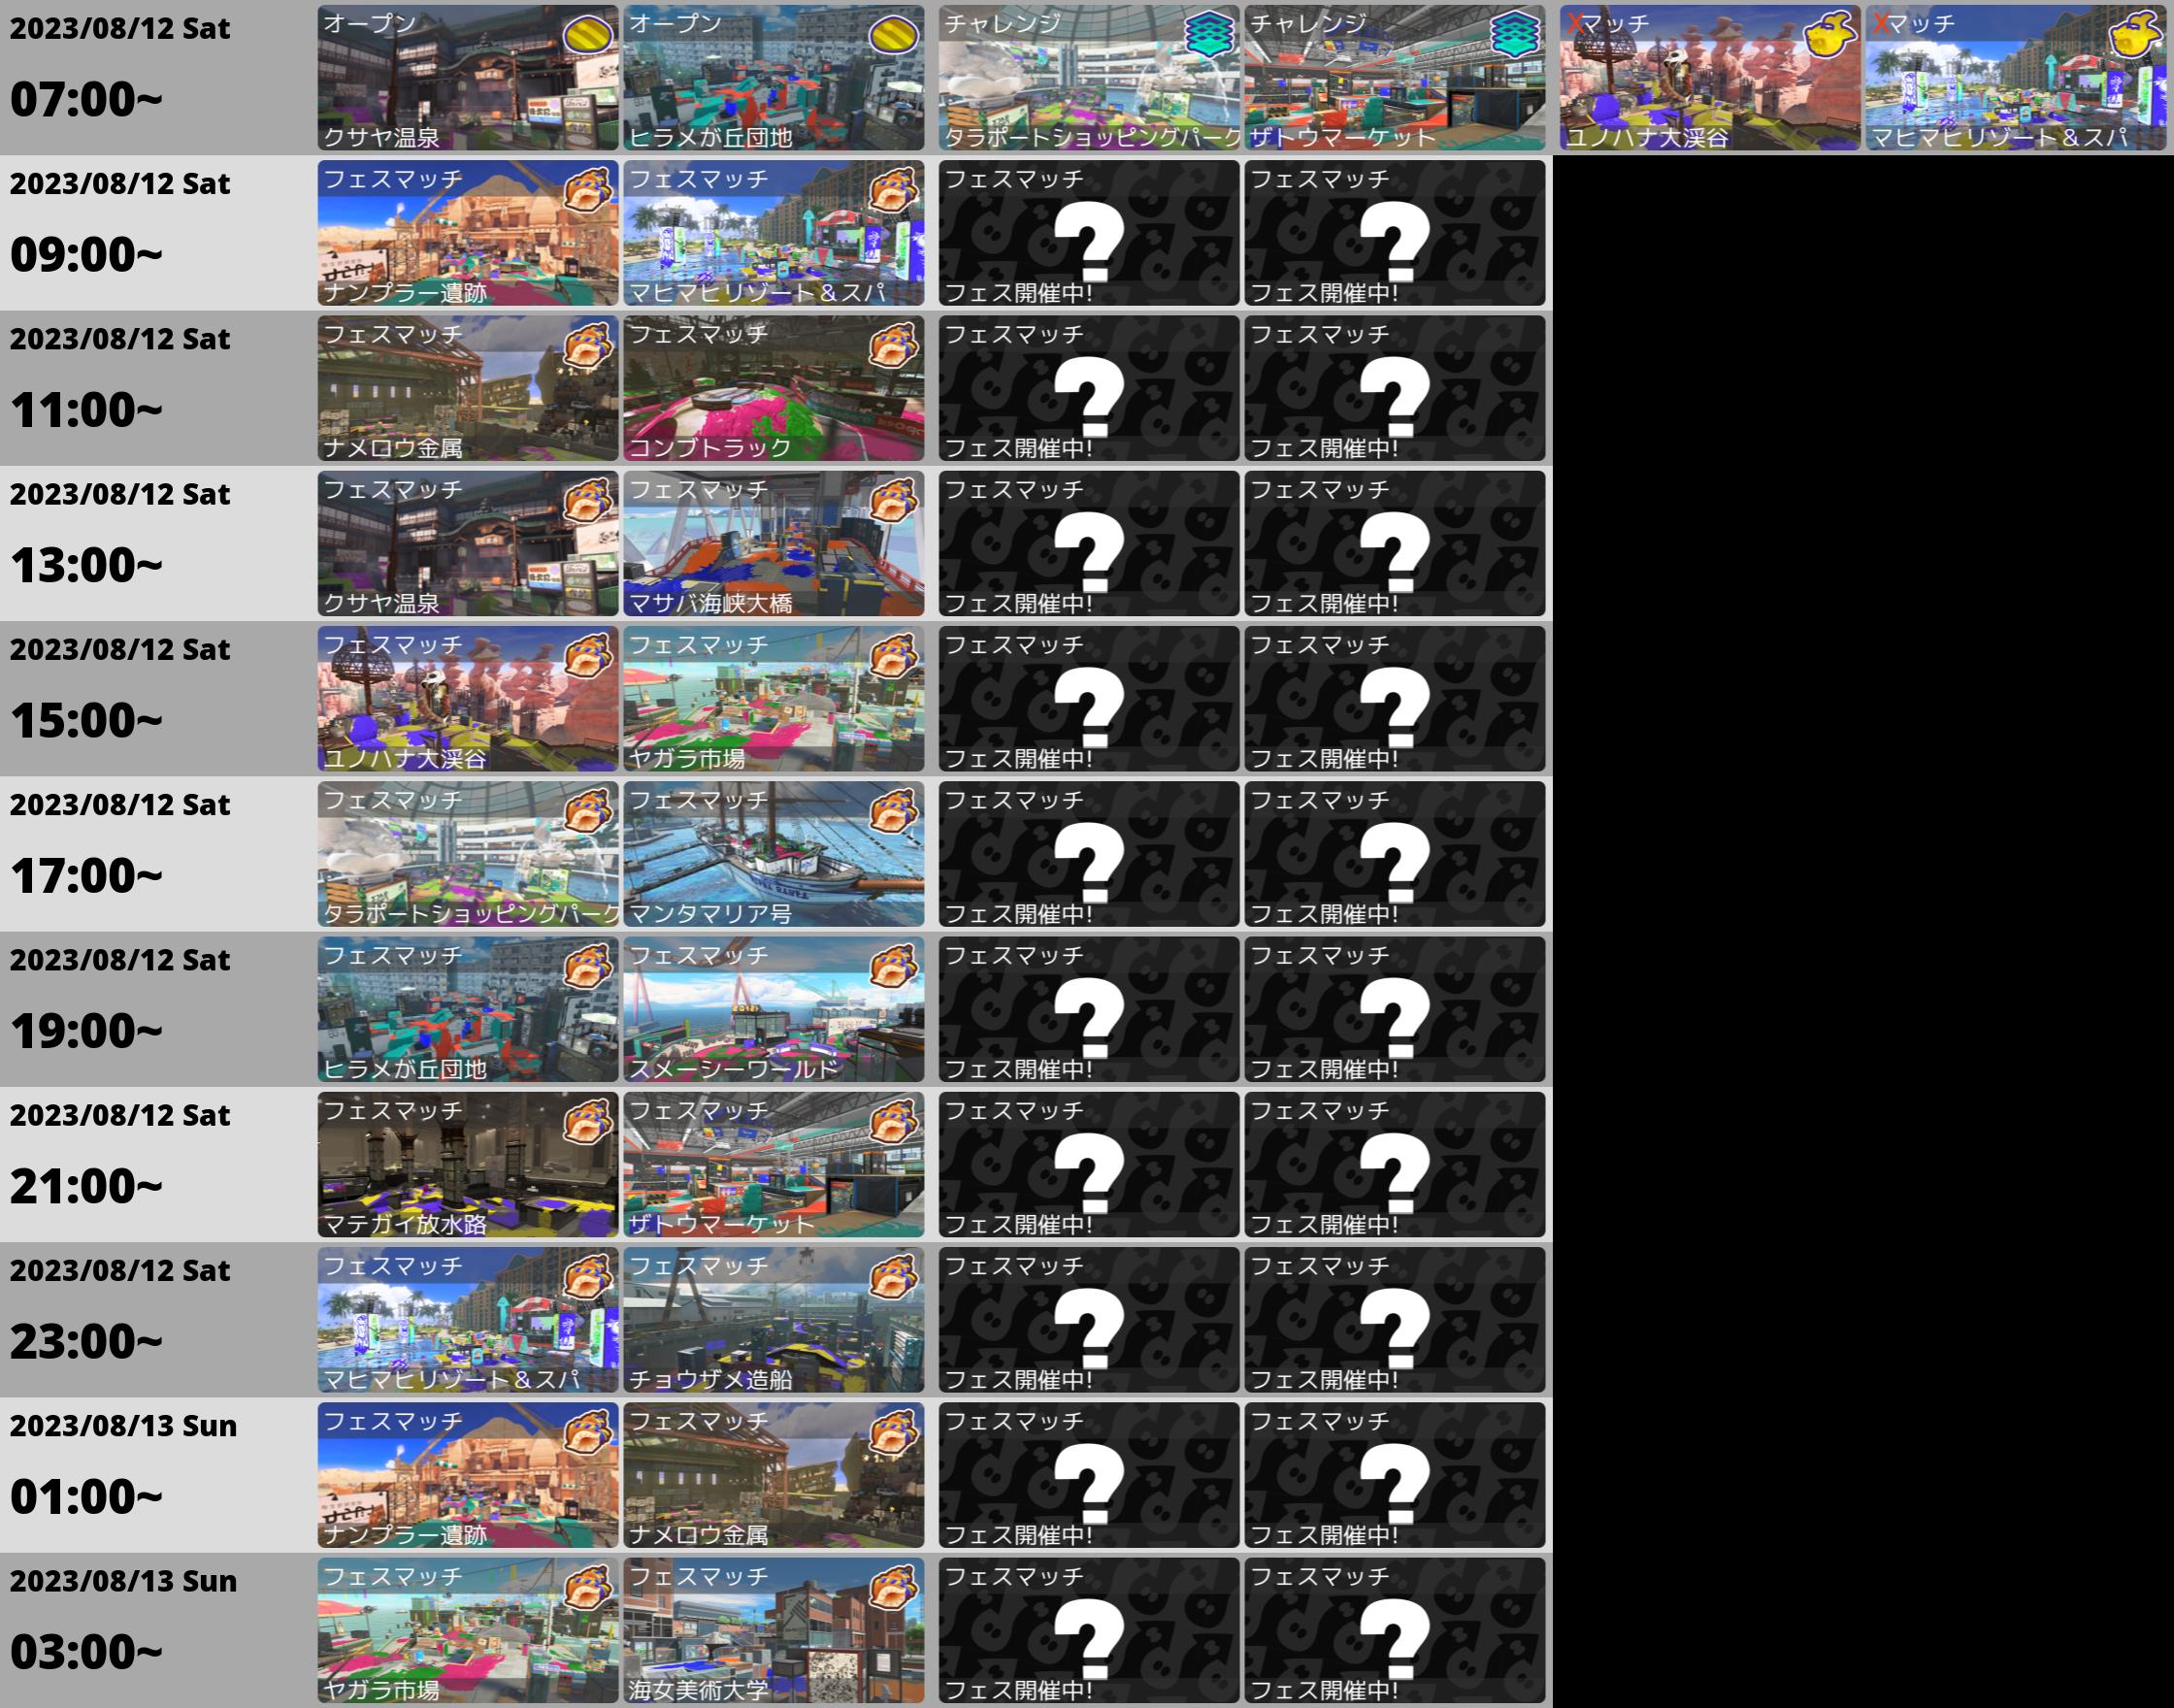 2023/08/12 Sat
07:00~
オープン
クサヤ温泉
オープン
ヒラメが丘団地
チャレンジ
タラポートショッピングパーク
チャレンジ
ザトウマーケット
Xマッチ
ユノハナ大渓谷
Xマッチ
マヒマヒリゾート&スパ
2023/08/12 Sat
09:00~
フェスマッチ
ナンプラー遺跡
フェスマッチ
マヒマヒリゾート&スパ
フェスマッチ
?
フェス開催中!
フェスマッチ
?
フェス開催中!
2023/08/12 Sat
11:00~
フェスマッチ
ナメロウ金属
フェスマッチ
コンブトラック
フェスマッチ
?
フェス開催中!
フェスマッチ
?
フェス開催中!
2023/08/12 Sat
13:00~
フェスマッチ
クサヤ温泉
フェスマッチ
マサバ海峡大橋
フェスマッチ
?
フェス開催中!
フェスマッチ
?
フェス開催中!
2023/08/12 Sat
15:00~
フェスマッチ
ユノハナ大渓谷
フェスマッチ
ヤガラ市場
フェスマッチ
?
フェス開催中!
フェスマッチ
?
フェス開催中!
2023/08/12 Sat
17:00~
フェスマッチ
タラポートショッピングパーク
フェスマッチ
マンタマリア号
フェスマッチ
?
フェス開催中!
フェスマッチ
?
フェス開催中!
2023/08/12 Sat
19:00~
フェスマッチ
ヒラメが丘団地
フェスマッチ
スメーシーワールド
フェスマッチ
?
フェス開催中!
フェスマッチ
?
フェス開催中!
2023/08/12 Sat
21:00~
フェスマッチ
マテガイ放水路
フェスマッチ
ザトウマーケット
フェスマッチ
?
フェス開催中!
フェスマッチ
?
フェス開催中!
2023/08/12 Sat
23:00~
フェスマッチ
マヒマヒリゾート&スパ
フェスマッチ
チョウザメ造船
フェスマッチ
?
フェス開催中!
フェスマッチ
?
フェス開催中!
2023/08/13 Sun
01:00~
フェスマッチ
ナンプラー遺跡
フェスマッチ
ナメロウ金属
フェスマッチ
?
フェス開催中!
フェスマッチ
?
フェス開催中!
2023/08/13 Sun
03:00~
フェスマッチ
ヤガラ市場
フェスマッチ
海女美術大学
フェスマッチ
?
フェス開催中!
フェスマッチ
?
フェス開催中!